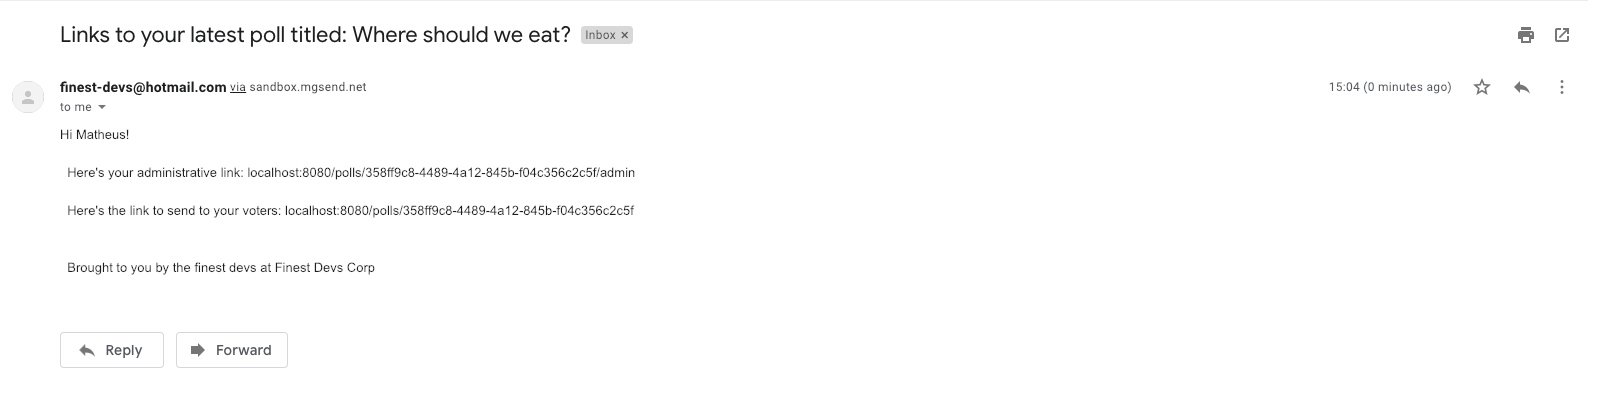 Links to your latest poll titled: Where should we eat? Inbox ×
finest-devs@hotmail.com via sandbox.mgsend.net 15:04 (0 minutes ago)
to me
Hi Matheus!
Here's your administrative link: localhost:8080/polls/358ff9c8-4489-4a12-845b-f04c356c2c5f/admin
Here's the link to send to your voters: localhost:8080/polls/358ff9c8-4489-4a12-845b-f04c356c2c5f
Brought to you by the finest devs at Finest Devs Corp
Reply Forward